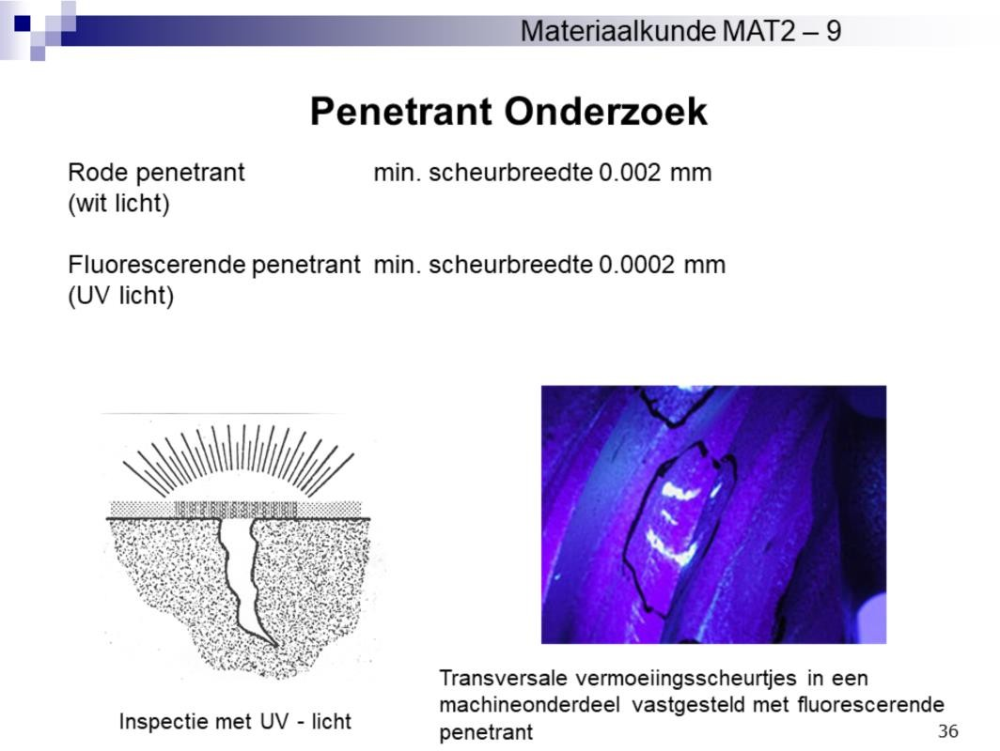 Materiaalkunde MAT2 – 9
Penetrant Onderzoek
Rode penetrant min. scheurbreedte 0.002 mm
(wit licht)
Fluorescerende penetrant min. scheurbreedte 0.0002 mm
(UV licht)
Inspectie met UV - licht
Transversale vermoeiingsscheurtjes in een
machineonderdeel vastgesteld met fluorescerende
penetrant
36